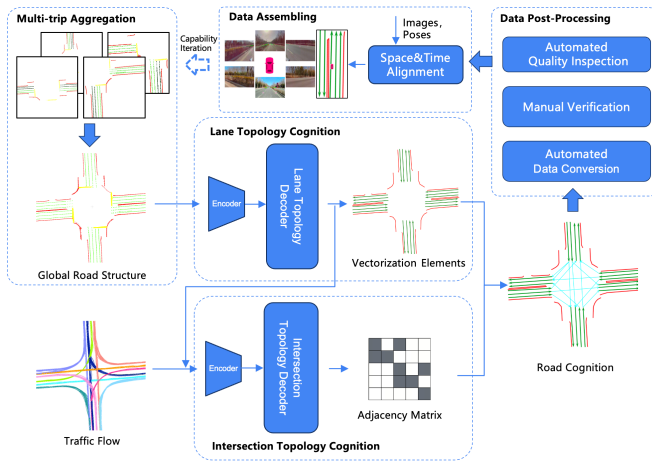 Multi-trip Aggregation
Data Assembling
Data Post-Processing
Capability
Iteration
Images,
Poses
Space&Time
Alignment
Automated
Quality Inspection
Manual Verification
Automated
Data Conversion
Lane Topology Cognition
Encoder
Lane Topology
Decoder
Vectorization Elements
Global Road Structure
Road Cognition
Encoder
Intersection
Topology Decoder
Adjacency Matrix
Traffic Flow
Intersection Topology Cognition